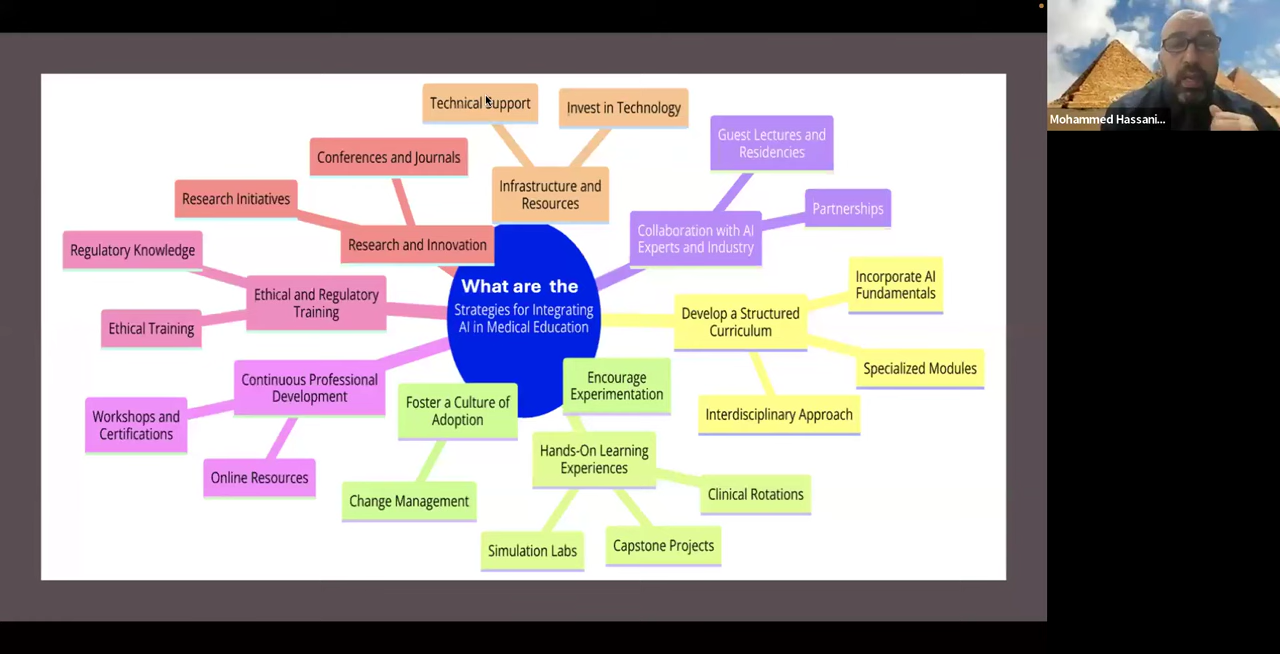 Technical Support
Invest in Technology
Guest Lectures and
Residencies
Mohammed Hassani...
Conferences and Journals
Infrastructure and
Resources
Research Initiatives
Partnerships
Collaboration with AI
Experts and Industry
Research and Innovation
Regulatory Knowledge
Ethical and Regulatory
Training
Ethical Training
What are the
Strategies for Integrating
AI in Medical Education
Develop a Structured
Curriculum
Incorporate AI
Fundamentals
Specialized Modules
Interdisciplinary Approach
Continuous Professional
Development
Workshops and
Certifications
Online Resources
Foster a Culture of
Adoption
Change Management
Encourage
Experimentation
Hands-On Learning
Experiences
Clinical Rotations
Simulation Labs
Capstone Projects